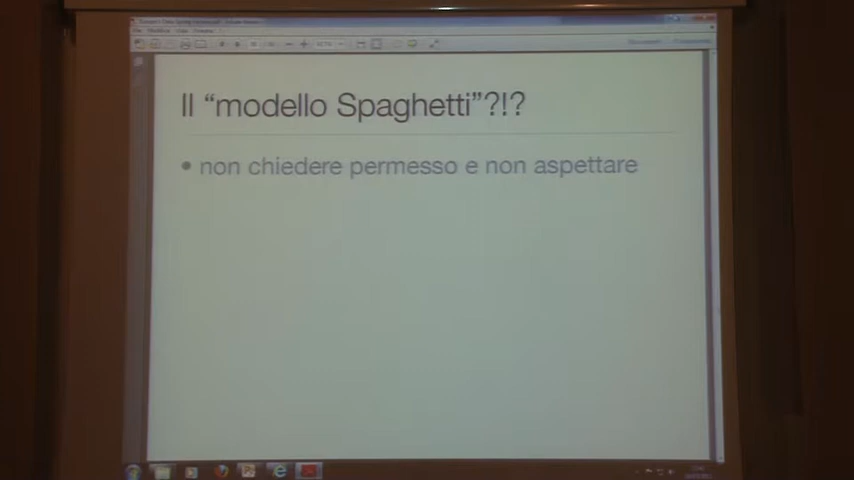 Il “modello Spaghetti”?!?
• non chiedere permesso e non aspettare